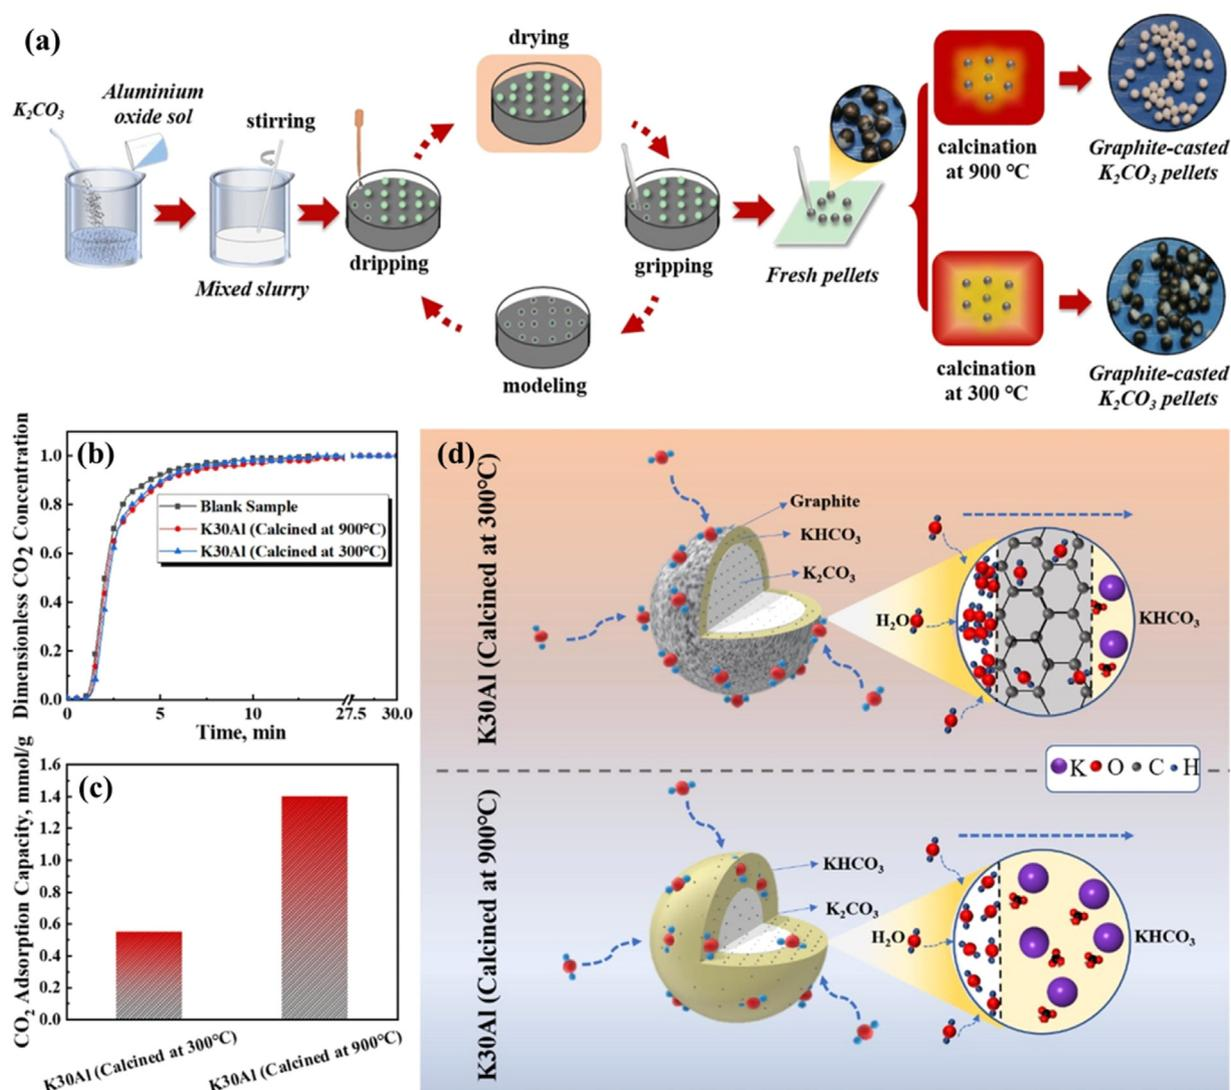 (a)
K₂CO₃
Aluminium
oxide sol
stirring
Mixed slurry
dripping
drying
gripping
modeling
Fresh pellets
calcination
at 900 ℃
Graphite-casted
K₂CO₃ pellets
calcination
at 300 ℃
Graphite-casted
K₂CO₃ pellets
(b)
Dimensionless CO₂ Concentration
1.0
0.8
0.6
0.4
0.2
0.0
0
5
10
27.5
30.0
Time, min
Blank Sample
K30Al (Calcined at 900℃)
K30Al (Calcined at 300℃)
(c)
CO₂ Adsorption Capacity, mmol/g
1.6
1.4
1.2
1.0
0.8
0.6
0.4
0.2
0.0
K30Al (Calcined at 300℃)
K30Al (Calcined at 900℃)
(d)
K30Al (Calcined at 300℃)
Graphite
KHCO₃
K₂CO₃
H₂O
KHCO₃
K O C H
K30Al (Calcined at 900℃)
KHCO₃
K₂CO₃
H₂O
KHCO₃